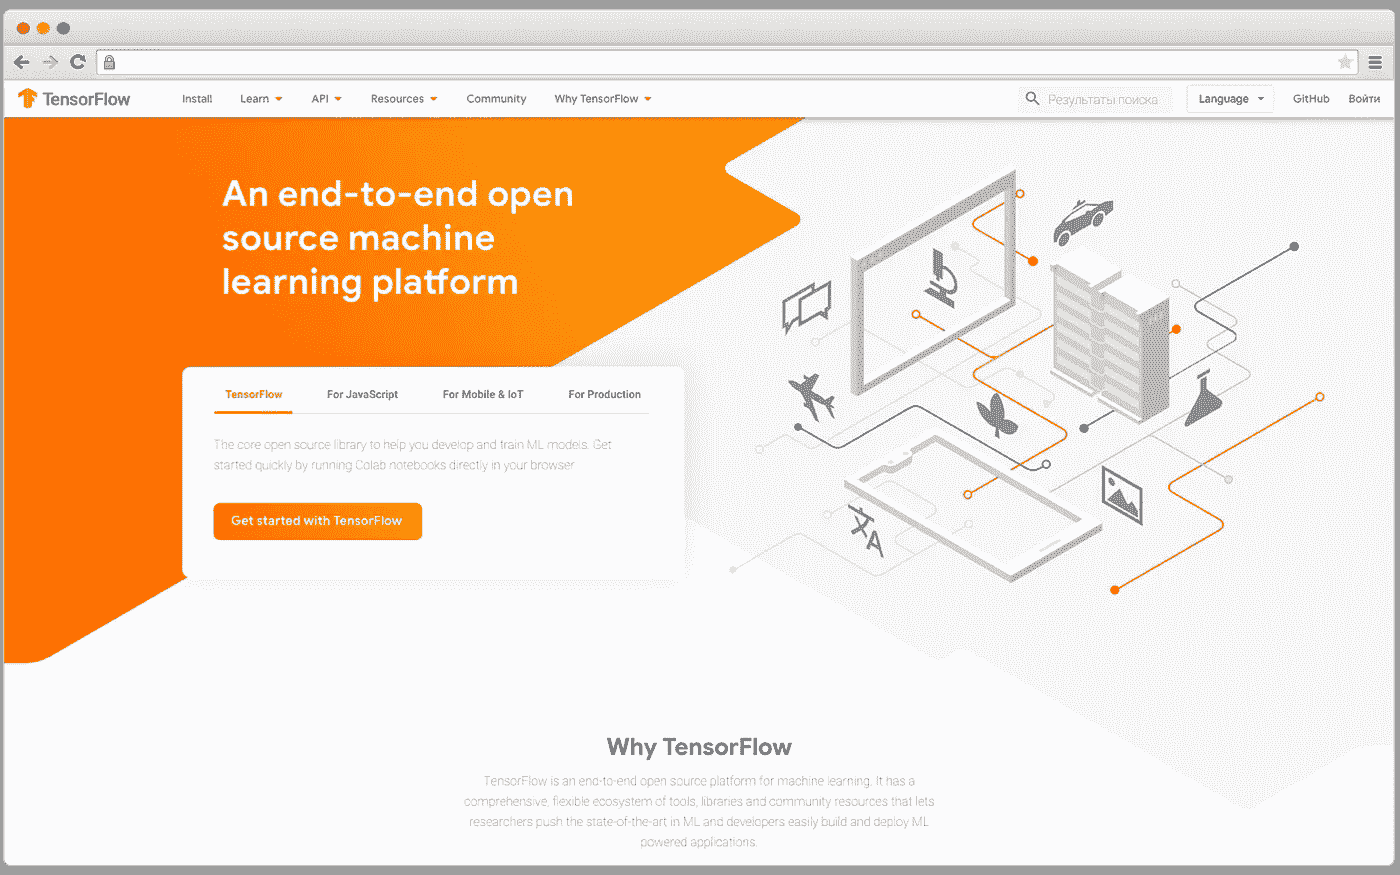 TensorFlow Install Learn API Resources Community Why TensorFlow Результаты поиска Language GitHub Войти
An end-to-end open
source machine
learning platform
TensorFlow For JavaScript For Mobile & IoT For Production
The core open source library to help you develop and train ML models. Get
started quickly by running Colab notebooks directly in your browser
Get started with TensorFlow
文A
Why TensorFlow
TensorFlow is an end-to-end open source platform for machine learning. It has a
comprehensive, flexible ecosystem of tools, libraries and community resources that lets
researchers push the state-of-the-art in ML and developers easily build and deploy ML
powered applications.